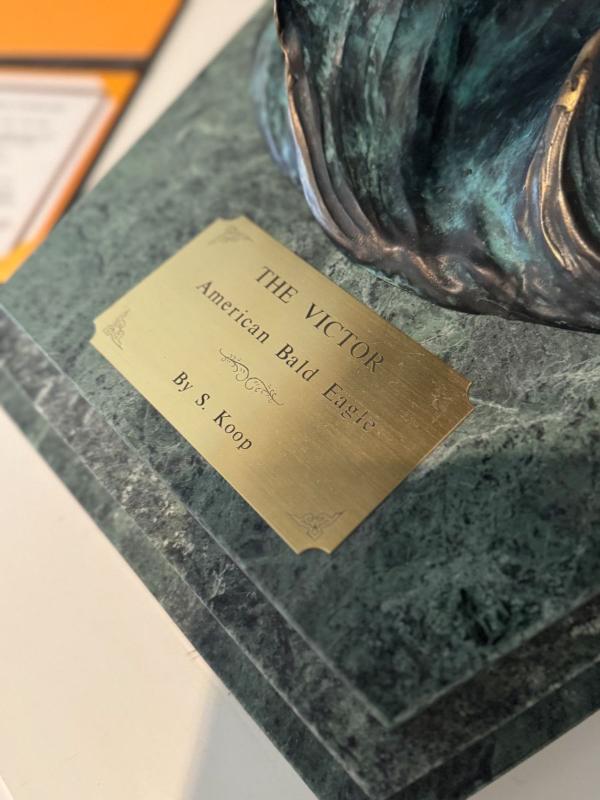 THE VICTOR
American Bald Eagle
By S. Koop